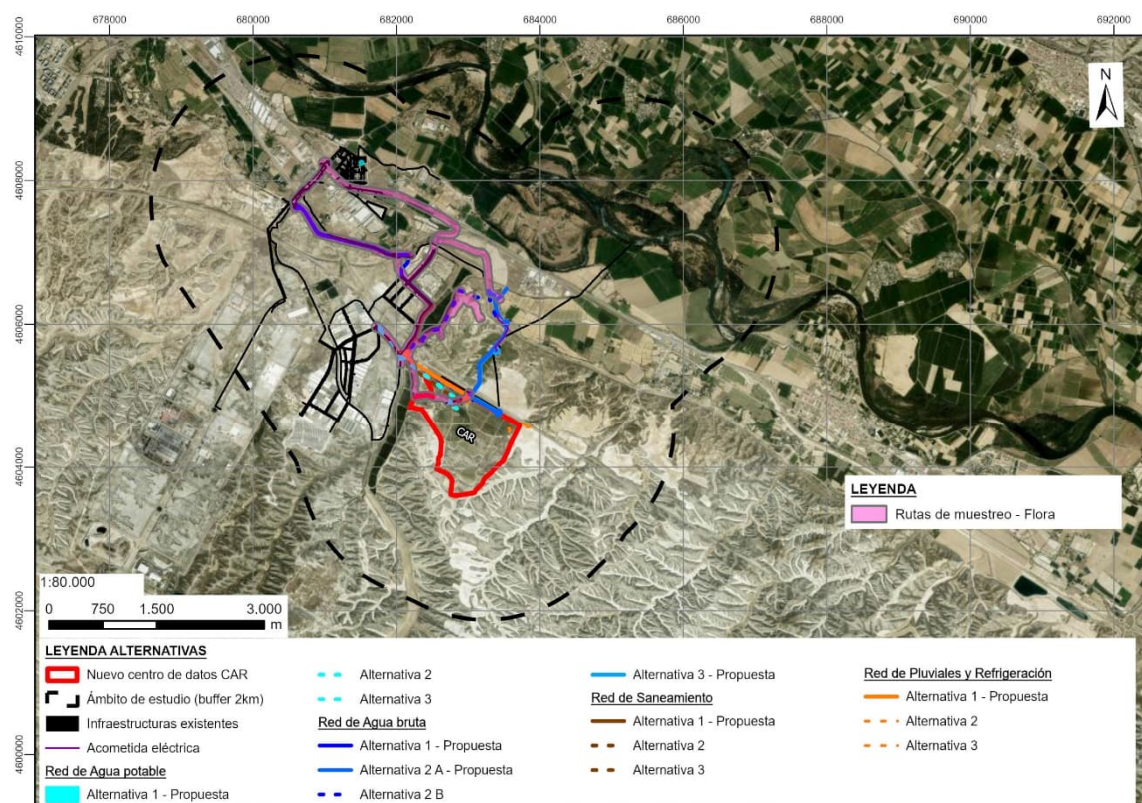 678000 680000 682000 684000 686000 688000 690000 692000
4610000
N
4608000
4606000
CAR
4604000
LEYENDA
Rutas de muestreo - Flora
1:80.000
0 750 1.500 3.000
m
4602000
LEYENDA ALTERNATIVAS
Nuevo centro de datos CAR
Ámbito de estudio (buffer 2km)
Infraestructuras existentes
Acometida eléctrica
Red de Agua potable
Alternativa 1 - Propuesta
Alternativa 2
Alternativa 3
Red de Agua bruta
Alternativa 1 - Propuesta
Alternativa 2 A - Propuesta
Alternativa 2 B
Alternativa 3 - Propuesta
Red de Saneamiento
Alternativa 1 - Propuesta
Alternativa 2
Alternativa 3
Red de Pluviales y Refrigeración
Alternativa 1 - Propuesta
Alternativa 2
Alternativa 3
4600000